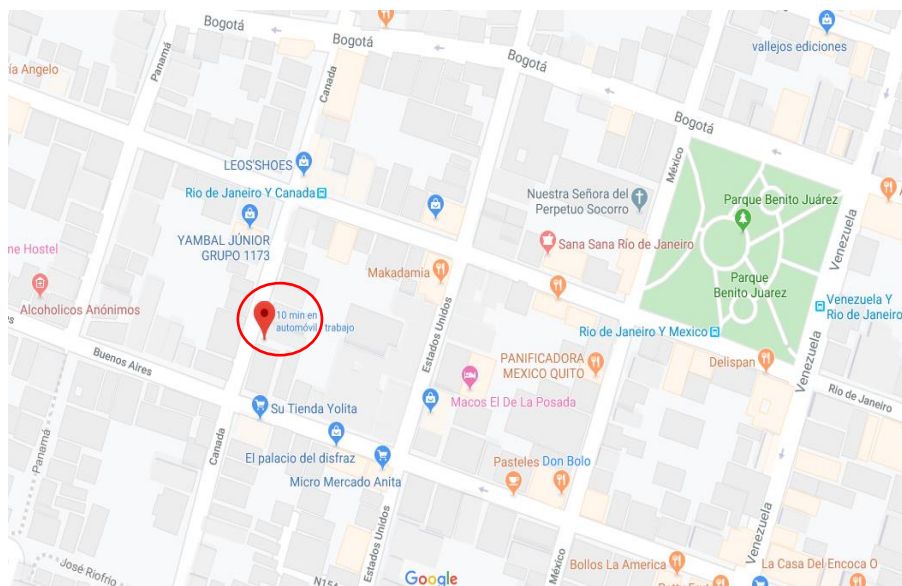 Bogotá
Bogotá
Bogotá
Bogotá
vallejos ediciones
ía Angelo
Panamá
Canada
LEOS'SHOES
Rio de Janeiro Y Canada
YAMBAL JÚNIOR
GRUPO 1173
Nuestra Señora del
Perpetuo Socorro
México
Parque Benito Juárez
Parque
Benito Juarez
Venezuela
Sana Sana Río de Janeiro
Makadamia
ne Hostel
Alcoholicos Anónimos
10 min en
automóvil, trabajo
Estados Unidos
Rio de Janeiro Y Mexico
Venezuela Y
Rio de Janeiro
Buenos Aires
PANIFICADORA
MEXICO QUITO
Delispan
Venezuela
Rio de Janeiro
Macos El De La Posada
Su Tienda Yolita
El palacio del disfraz
Micro Mercado Anita
Canada
Panamá
Pasteles Don Bolo
Estados Unidos
México
Venezuela
José Riofrio
N15A
Google
Bollos La America
La Casa Del Encoca O